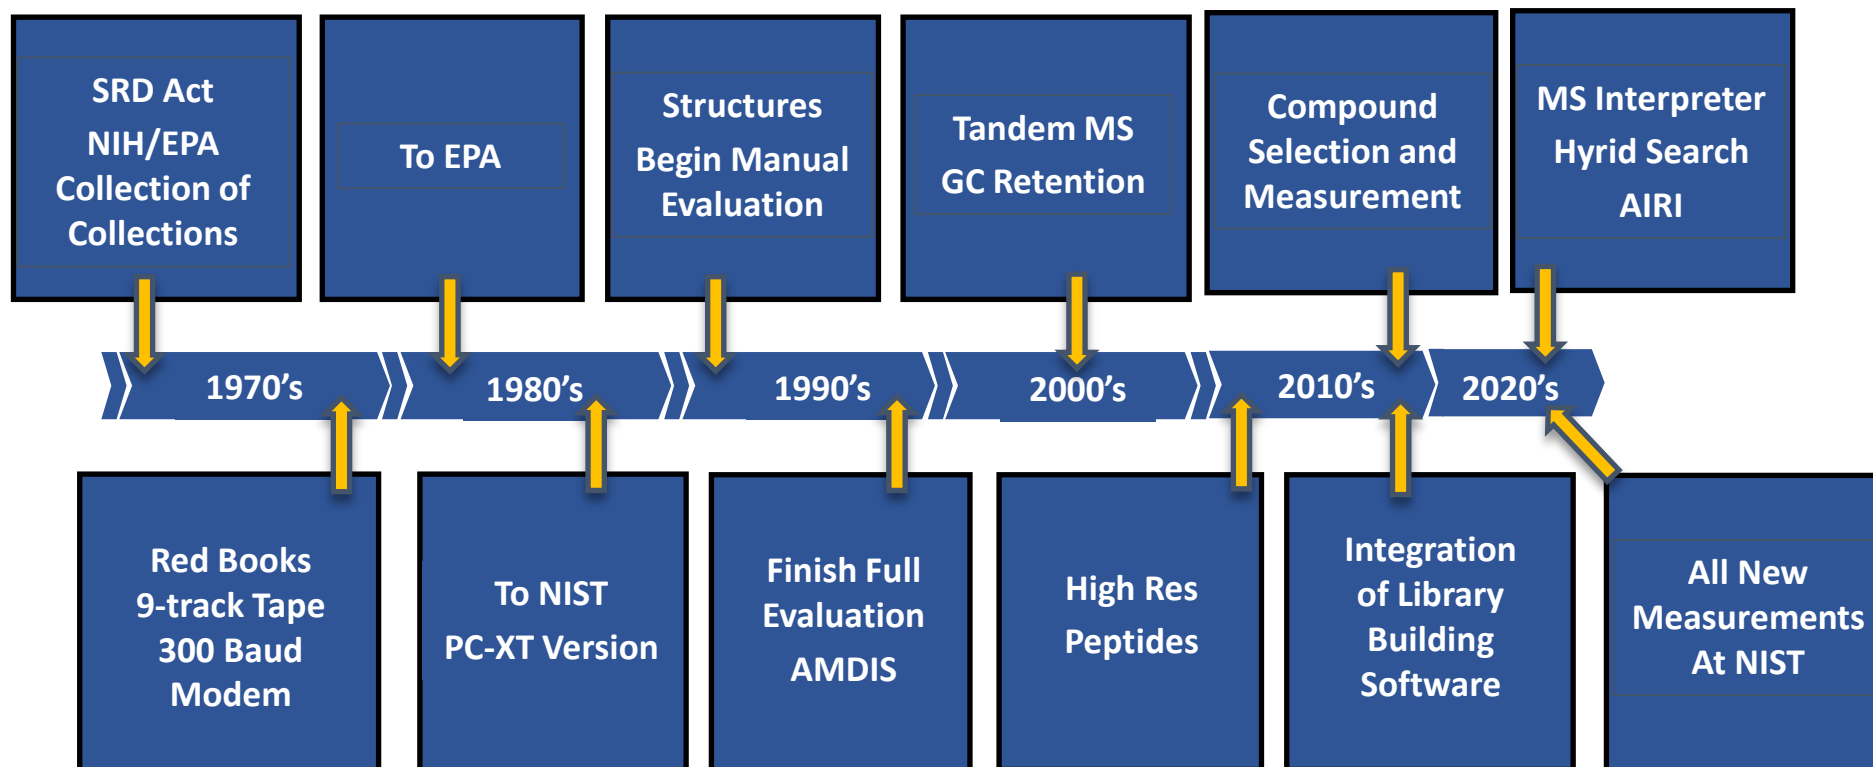 SRD Act
NIH/EPA
Collection of
Collections
To EPA
Structures
Begin Manual
Evaluation
Tandem MS
GC Retention
Compound
Selection and
Measurement
MS Interpreter
Hyrid Search
AIRI
1970’s
1980’s
1990’s
2000’s
2010’s
2020’s
Red Books
9-track Tape
300 Baud
Modem
To NIST
PC-XT Version
Finish Full
Evaluation
AMDIS
High Res
Peptides
Integration
of Library
Building
Software
All New
Measurements
At NIST